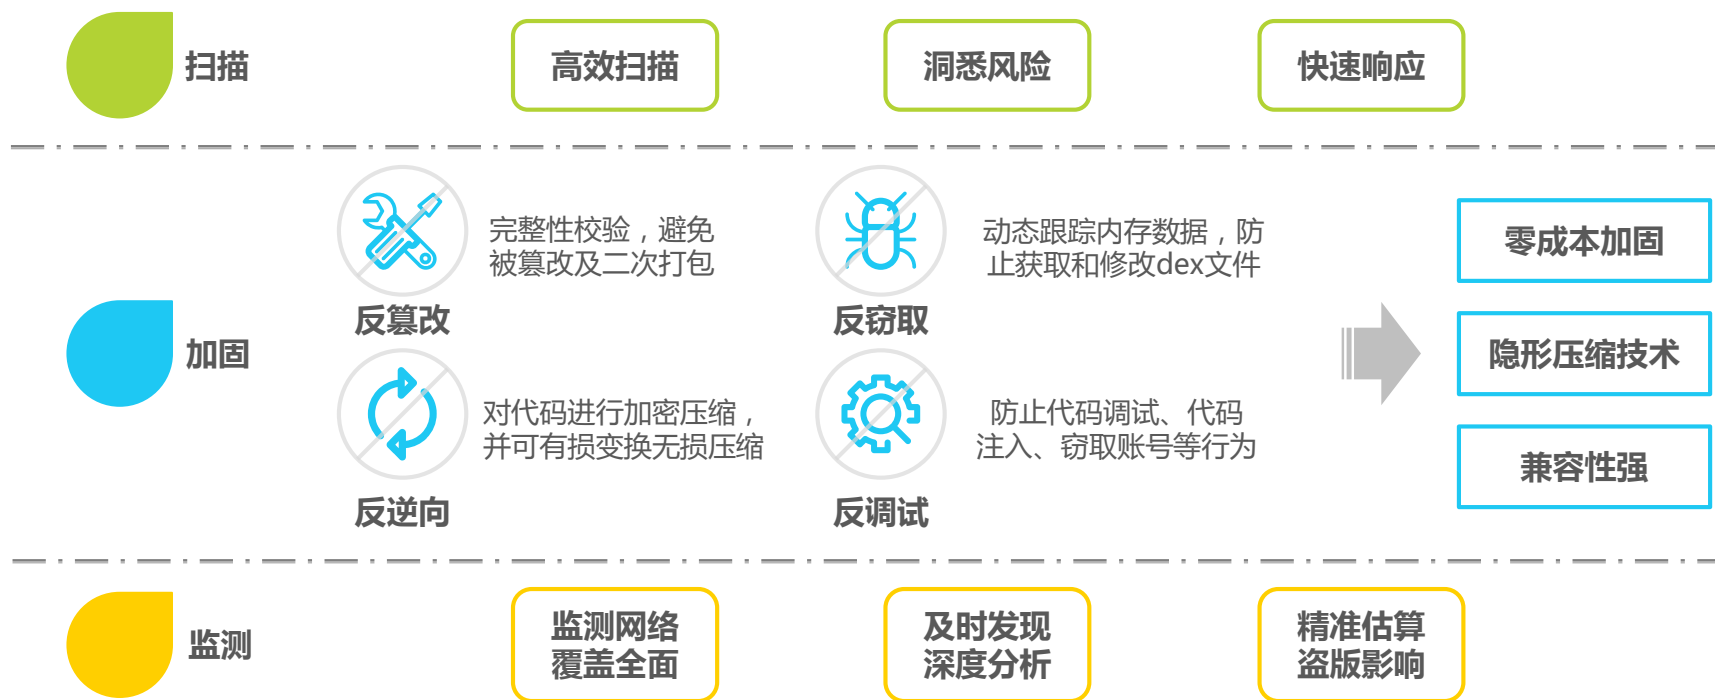 扫描
高效扫描
洞悉风险
快速响应
加固
完整性校验，避免
被篡改及二次打包
反篡改
动态跟踪内存数据，防
止获取和修改dex文件
反窃取
对代码进行加密压缩，
并可有损变换无损压缩
反逆向
防止代码调试、代码
注入、窃取账号等行为
反调试
零成本加固
隐形压缩技术
兼容性强
监测
监测网络
覆盖全面
及时发现
深度分析
精准估算
盗版影响